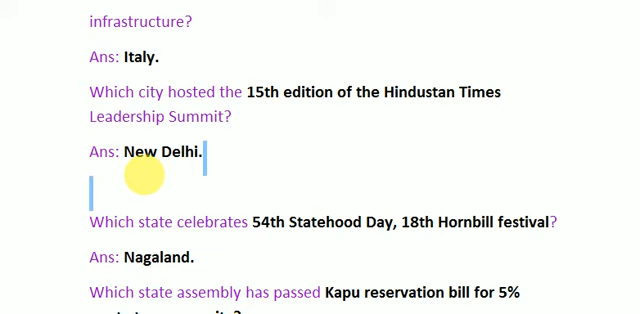 infrastructure?
Ans: Italy.
Which city hosted the 15th edition of the Hindustan Times
Leadership Summit?
Ans: New Delhi.
Which state celebrates 54th Statehood Day, 18th Hornbill festival?
Ans: Nagaland.
Which state assembly has passed Kapu reservation bill for 5%